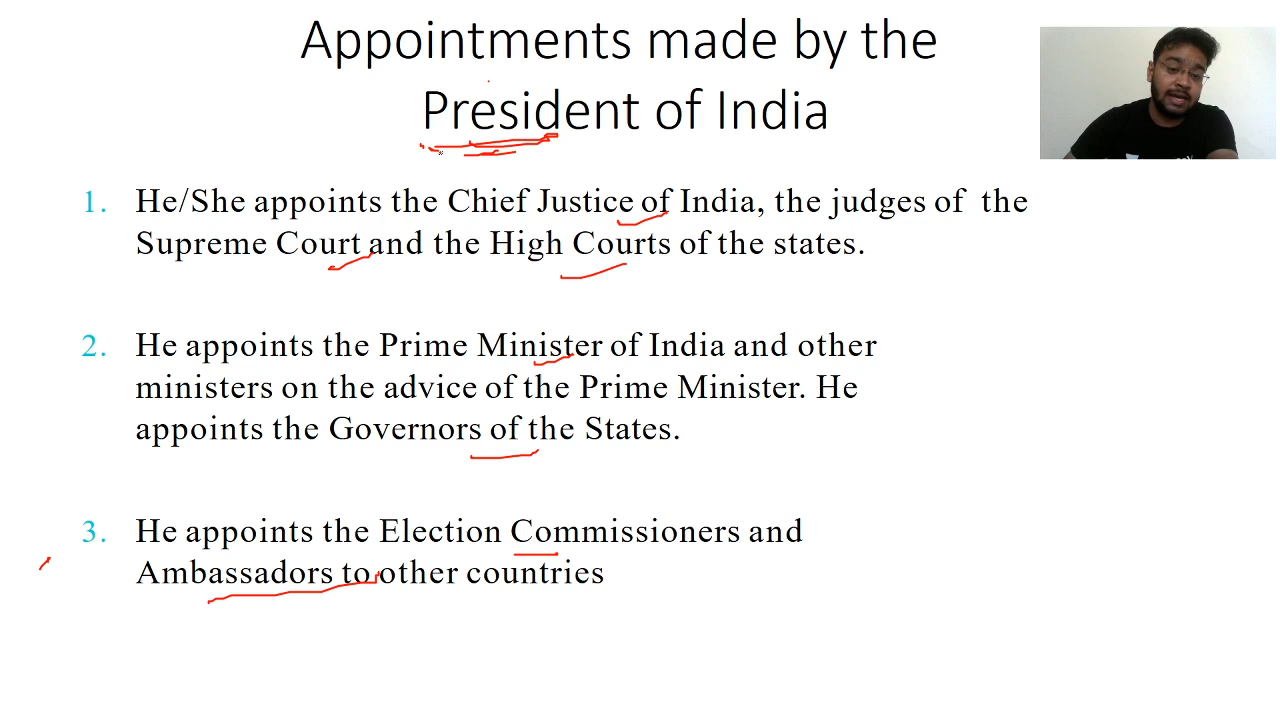 Appointments made by the
President of India
1. He/She appoints the Chief Justice of India, the judges of the
Supreme Court and the High Courts of the states.
2. He appoints the Prime Minister of India and other
ministers on the advice of the Prime Minister. He
appoints the Governors of the States.
3. He appoints the Election Commissioners and
Ambassadors to other countries